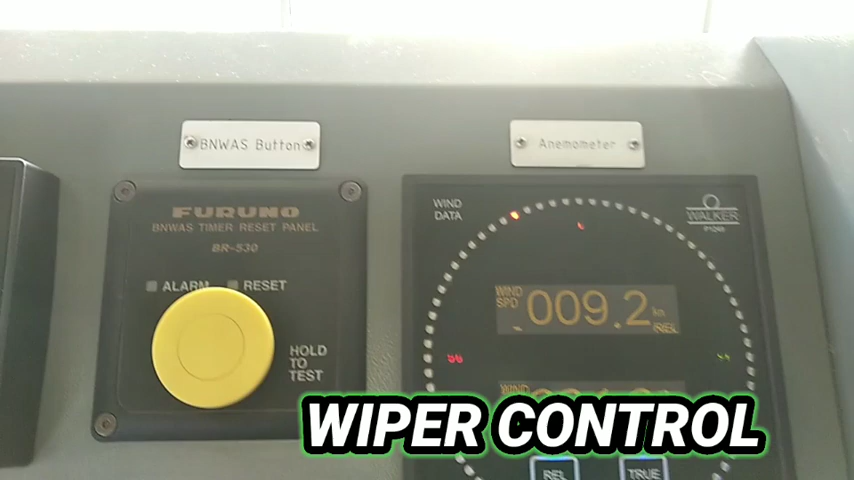 BNWAS Button
Anemometer
FURUNO
BNWAS TIMER RESET PANEL
BR-530
ALARM
RESET
HOLD
TO
TEST
WIND
DATA
WALKER
WIND
SPD
009.2 kn
REL
WIND
WIPER CONTROL
REL
TRUE